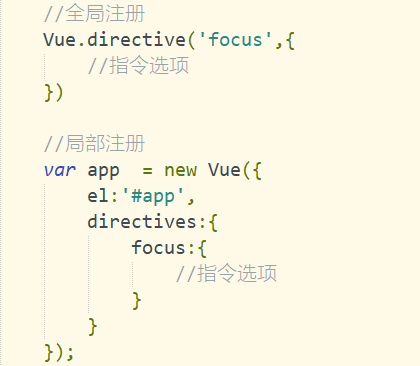 //全局注册
Vue.directive('focus',{
    //指令选项
})

//局部注册
var app  = new Vue({
    el:'#app',
    directives:{
        focus:{
            //指令选项
        }
    }
});